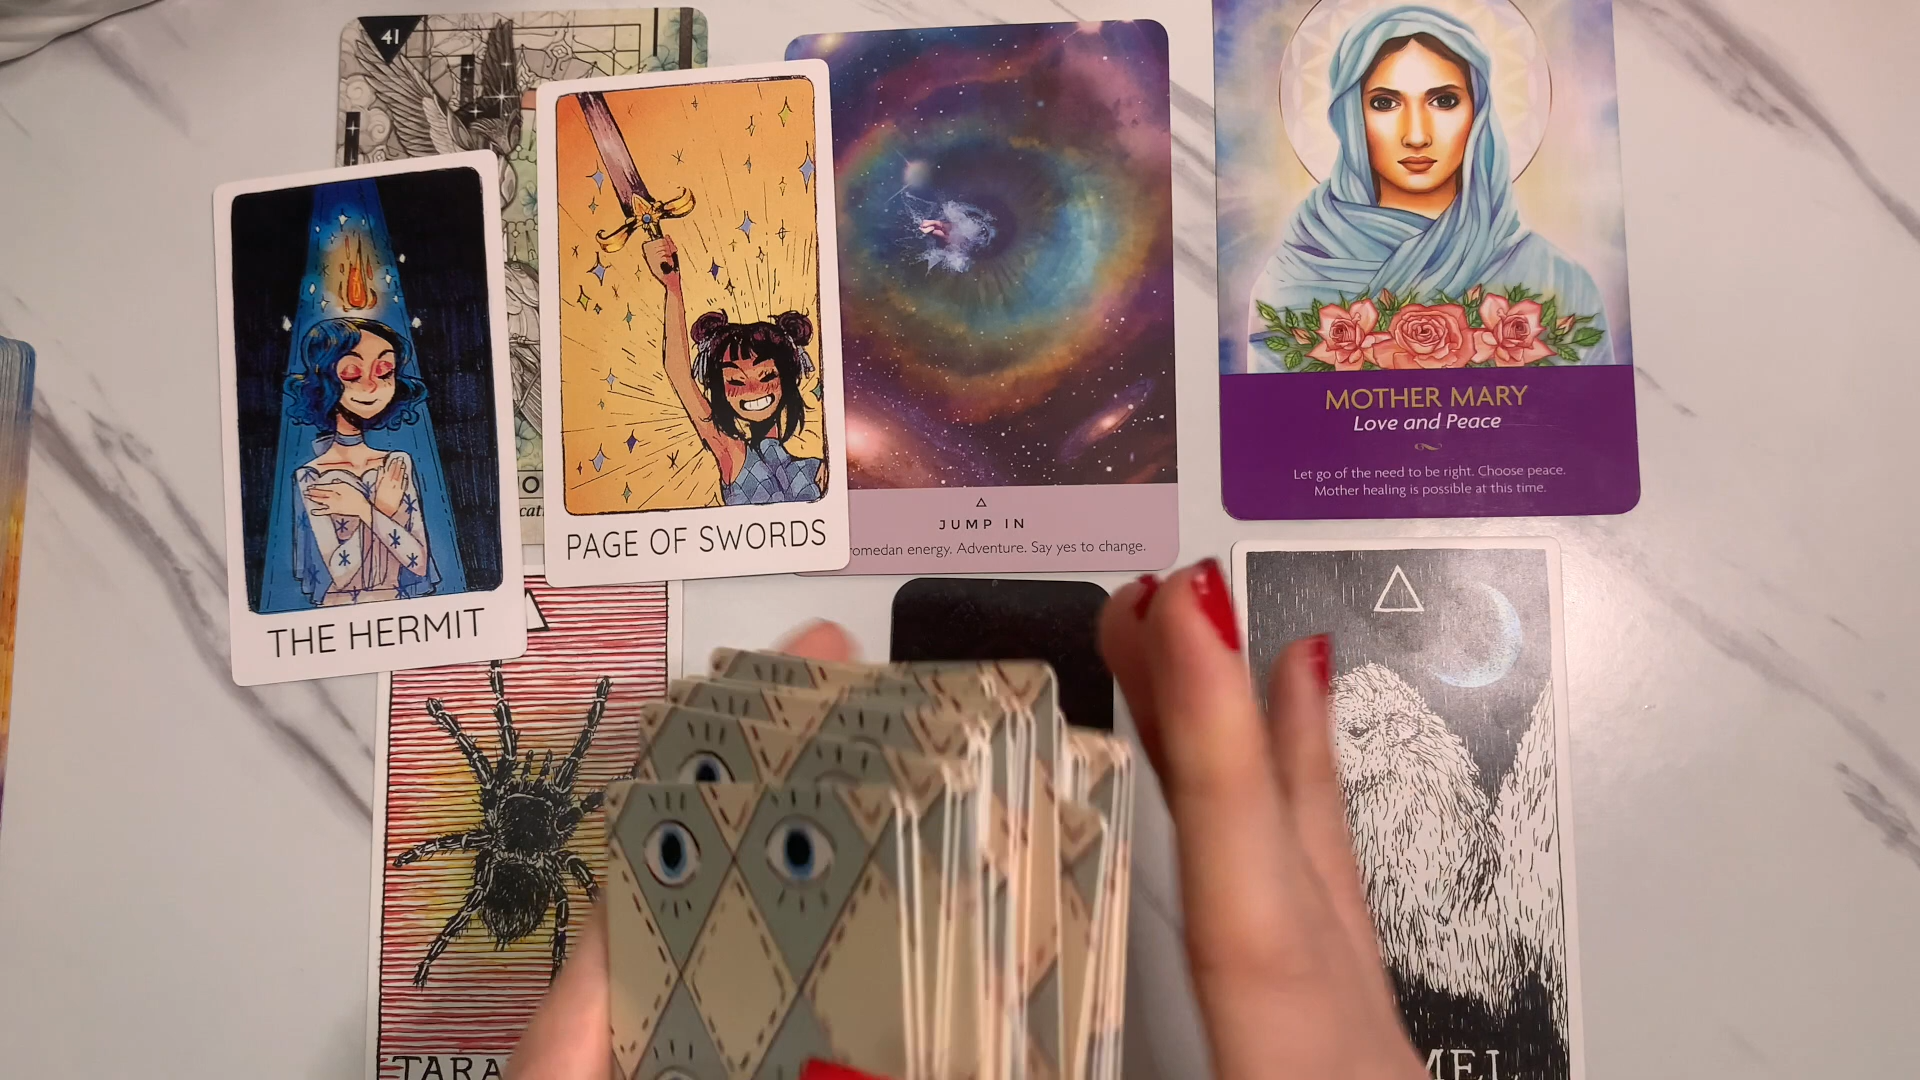 41
THE HERMIT
PAGE OF SWORDS
JUMP IN
energy. Adventure. Say yes to change.
MOTHER MARY
Love and Peace
Let go of the need to be right. Choose peace.
Mother healing is possible at this time.
TARA
MEL